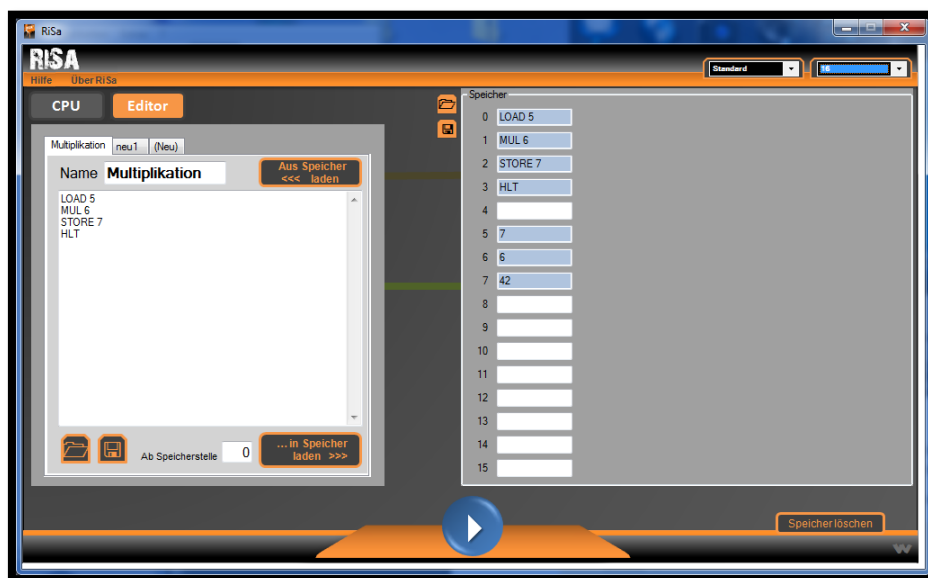 RiSa
RISA
Hilfe Über RiSa
Standard
16
CPU Editor
Multiplikation neu1 (Neu)
Name Multiplikation
Aus Speicher
<<< laden
LOAD 5
MUL 6
STORE 7
HLT
Ab Speicherstelle 0
... in Speicher
laden >>>
Speicher
0 LOAD 5
1 MUL 6
2 STORE 7
3 HLT
4
5 7
6 6
7 42
8
9
10
11
12
13
14
15
Speicher löschen